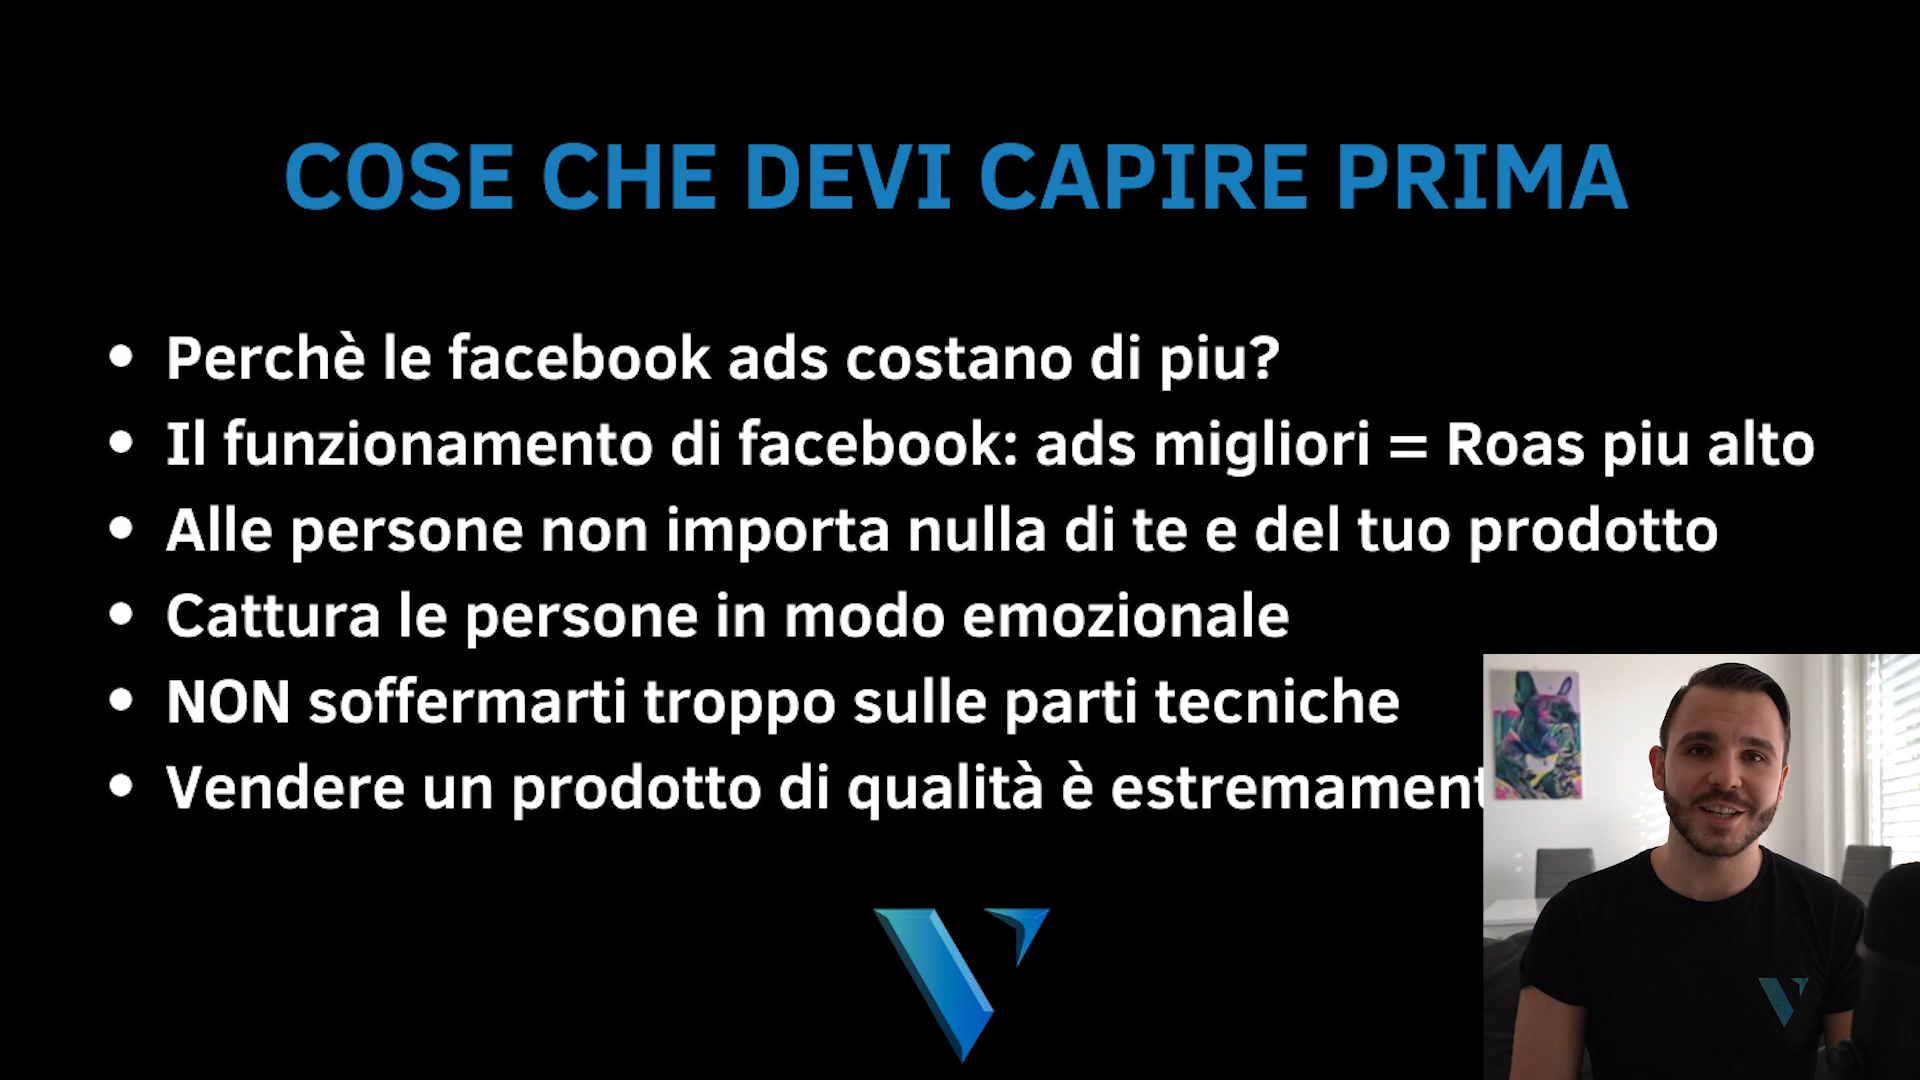 COSE CHE DEVI CAPIRE PRIMA
• Perchè le facebook ads costano di piu?
• Il funzionamento di facebook: ads migliori = Roas piu alto
• Alle persone non importa nulla di te e del tuo prodotto
• Cattura le persone in modo emozionale
• NON soffermarti troppo sulle parti tecniche
• Vendere un prodotto di qualità è